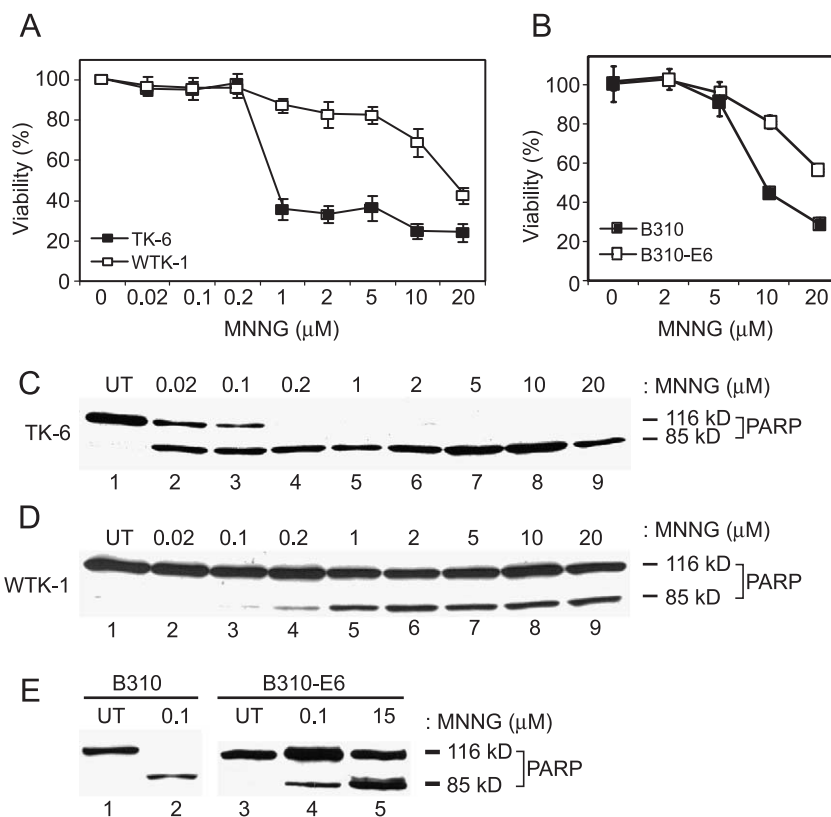 A
Viability (%)
100
80
60
40
20
0
TK-6
WTK-1
0 0.02 0.1 0.2 1 2 5 10 20
MNNG (µM)
B
Viability (%)
100
80
60
40
20
0
B310
B310-E6
0 2 5 10 20
MNNG (µM)
C
UT 0.02 0.1 0.2 1 2 5 10 20 : MNNG (µM)
TK-6
116 kD
85 kD
PARP
1 2 3 4 5 6 7 8 9
D
UT 0.02 0.1 0.2 1 2 5 10 20 : MNNG (µM)
WTK-1
116 kD
85 kD
PARP
1 2 3 4 5 6 7 8 9
E
B310 B310-E6
UT 0.1 UT 0.1 15 : MNNG (µM)
116 kD
85 kD
PARP
1 2 3 4 5